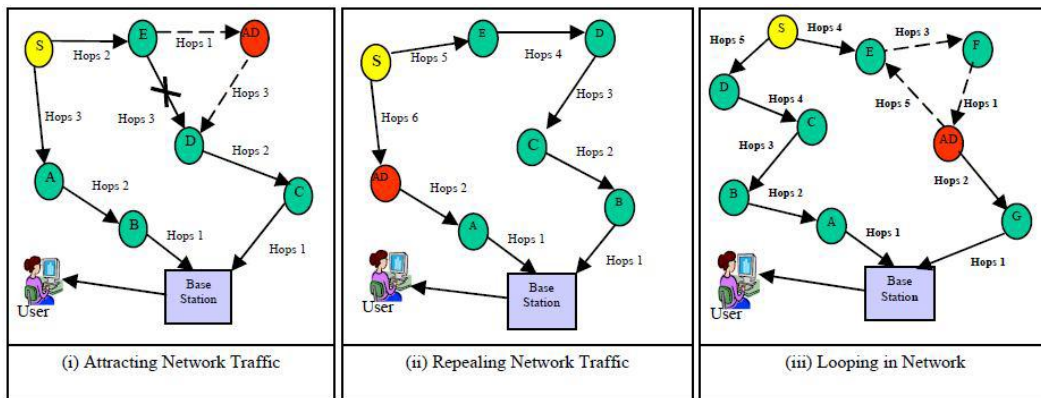 S
Hops 2
E
Hops 1
AD
Hops 3
Hops 3
Hops 3
D
Hops 2
A
Hops 2
C
B
Hops 1
Hops 1
Base
Station
User
(i) Attracting Network Traffic
S
Hops 5
E
Hops 4
D
Hops 6
Hops 3
C
AD
Hops 2
Hops 2
A
B
Hops 1
Hops 1
Base
Station
User
(ii) Repealing Network Traffic
S
Hops 4
Hops 5
E
Hops 3
F
D
Hops 4
Hops 5
Hops 1
C
AD
Hops 3
Hops 2
B
Hops 2
A
G
Hops 1
Hops 1
Base
Station
User
(iii) Looping in Network